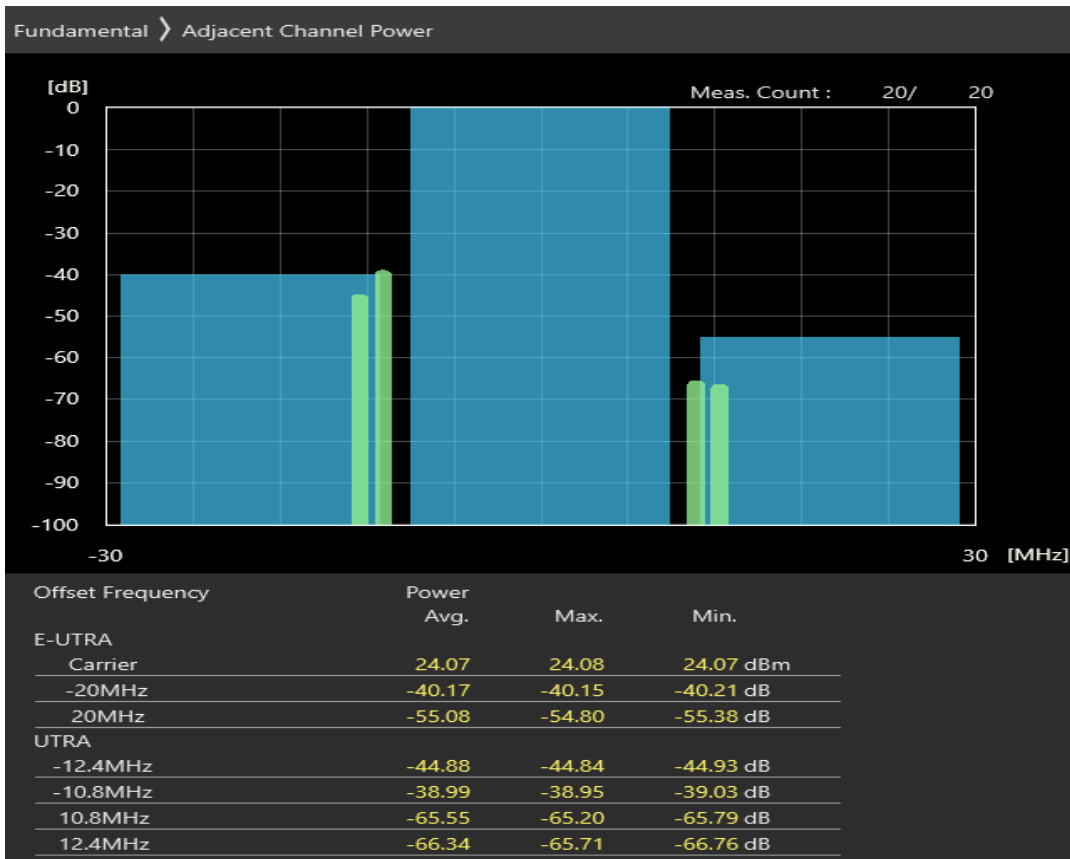 Fundamental 〉 Adjacent Channel Power
[dB]
Meas. Count : 20/ 20
0
-10
-20
-30
-40
-50
-60
-70
-80
-90
-100
-30 30 [MHz]
Offset Frequency Power
Avg. Max. Min.
E-UTRA
Carrier 24.07 24.08 24.07 dBm
-20MHz -40.17 -40.15 -40.21 dB
20MHz -55.08 -54.80 -55.38 dB
UTRA
-12.4MHz -44.88 -44.84 -44.93 dB
-10.8MHz -38.99 -38.95 -39.03 dB
10.8MHz -65.55 -65.20 -65.79 dB
12.4MHz -66.34 -65.71 -66.76 dB